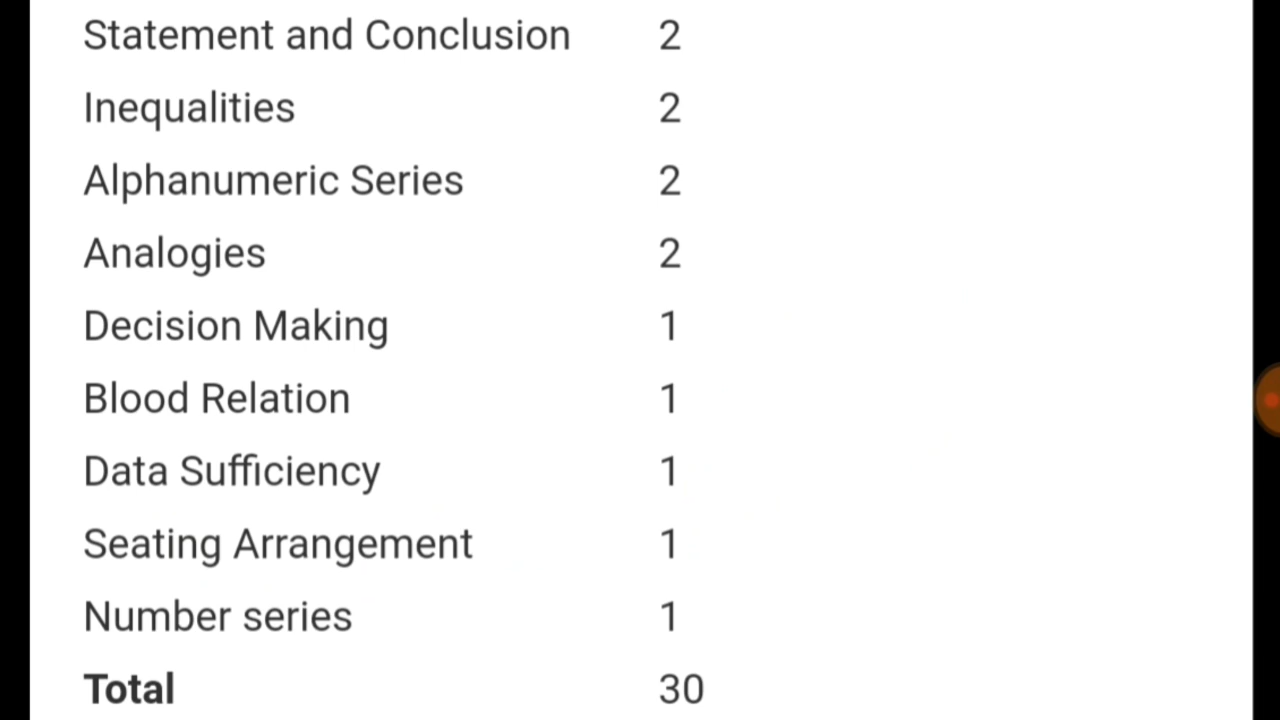 Statement and Conclusion 2
Inequalities 2
Alphanumeric Series 2
Analogies 2
Decision Making 1
Blood Relation 1
Data Sufficiency 1
Seating Arrangement 1
Number series 1
Total 30